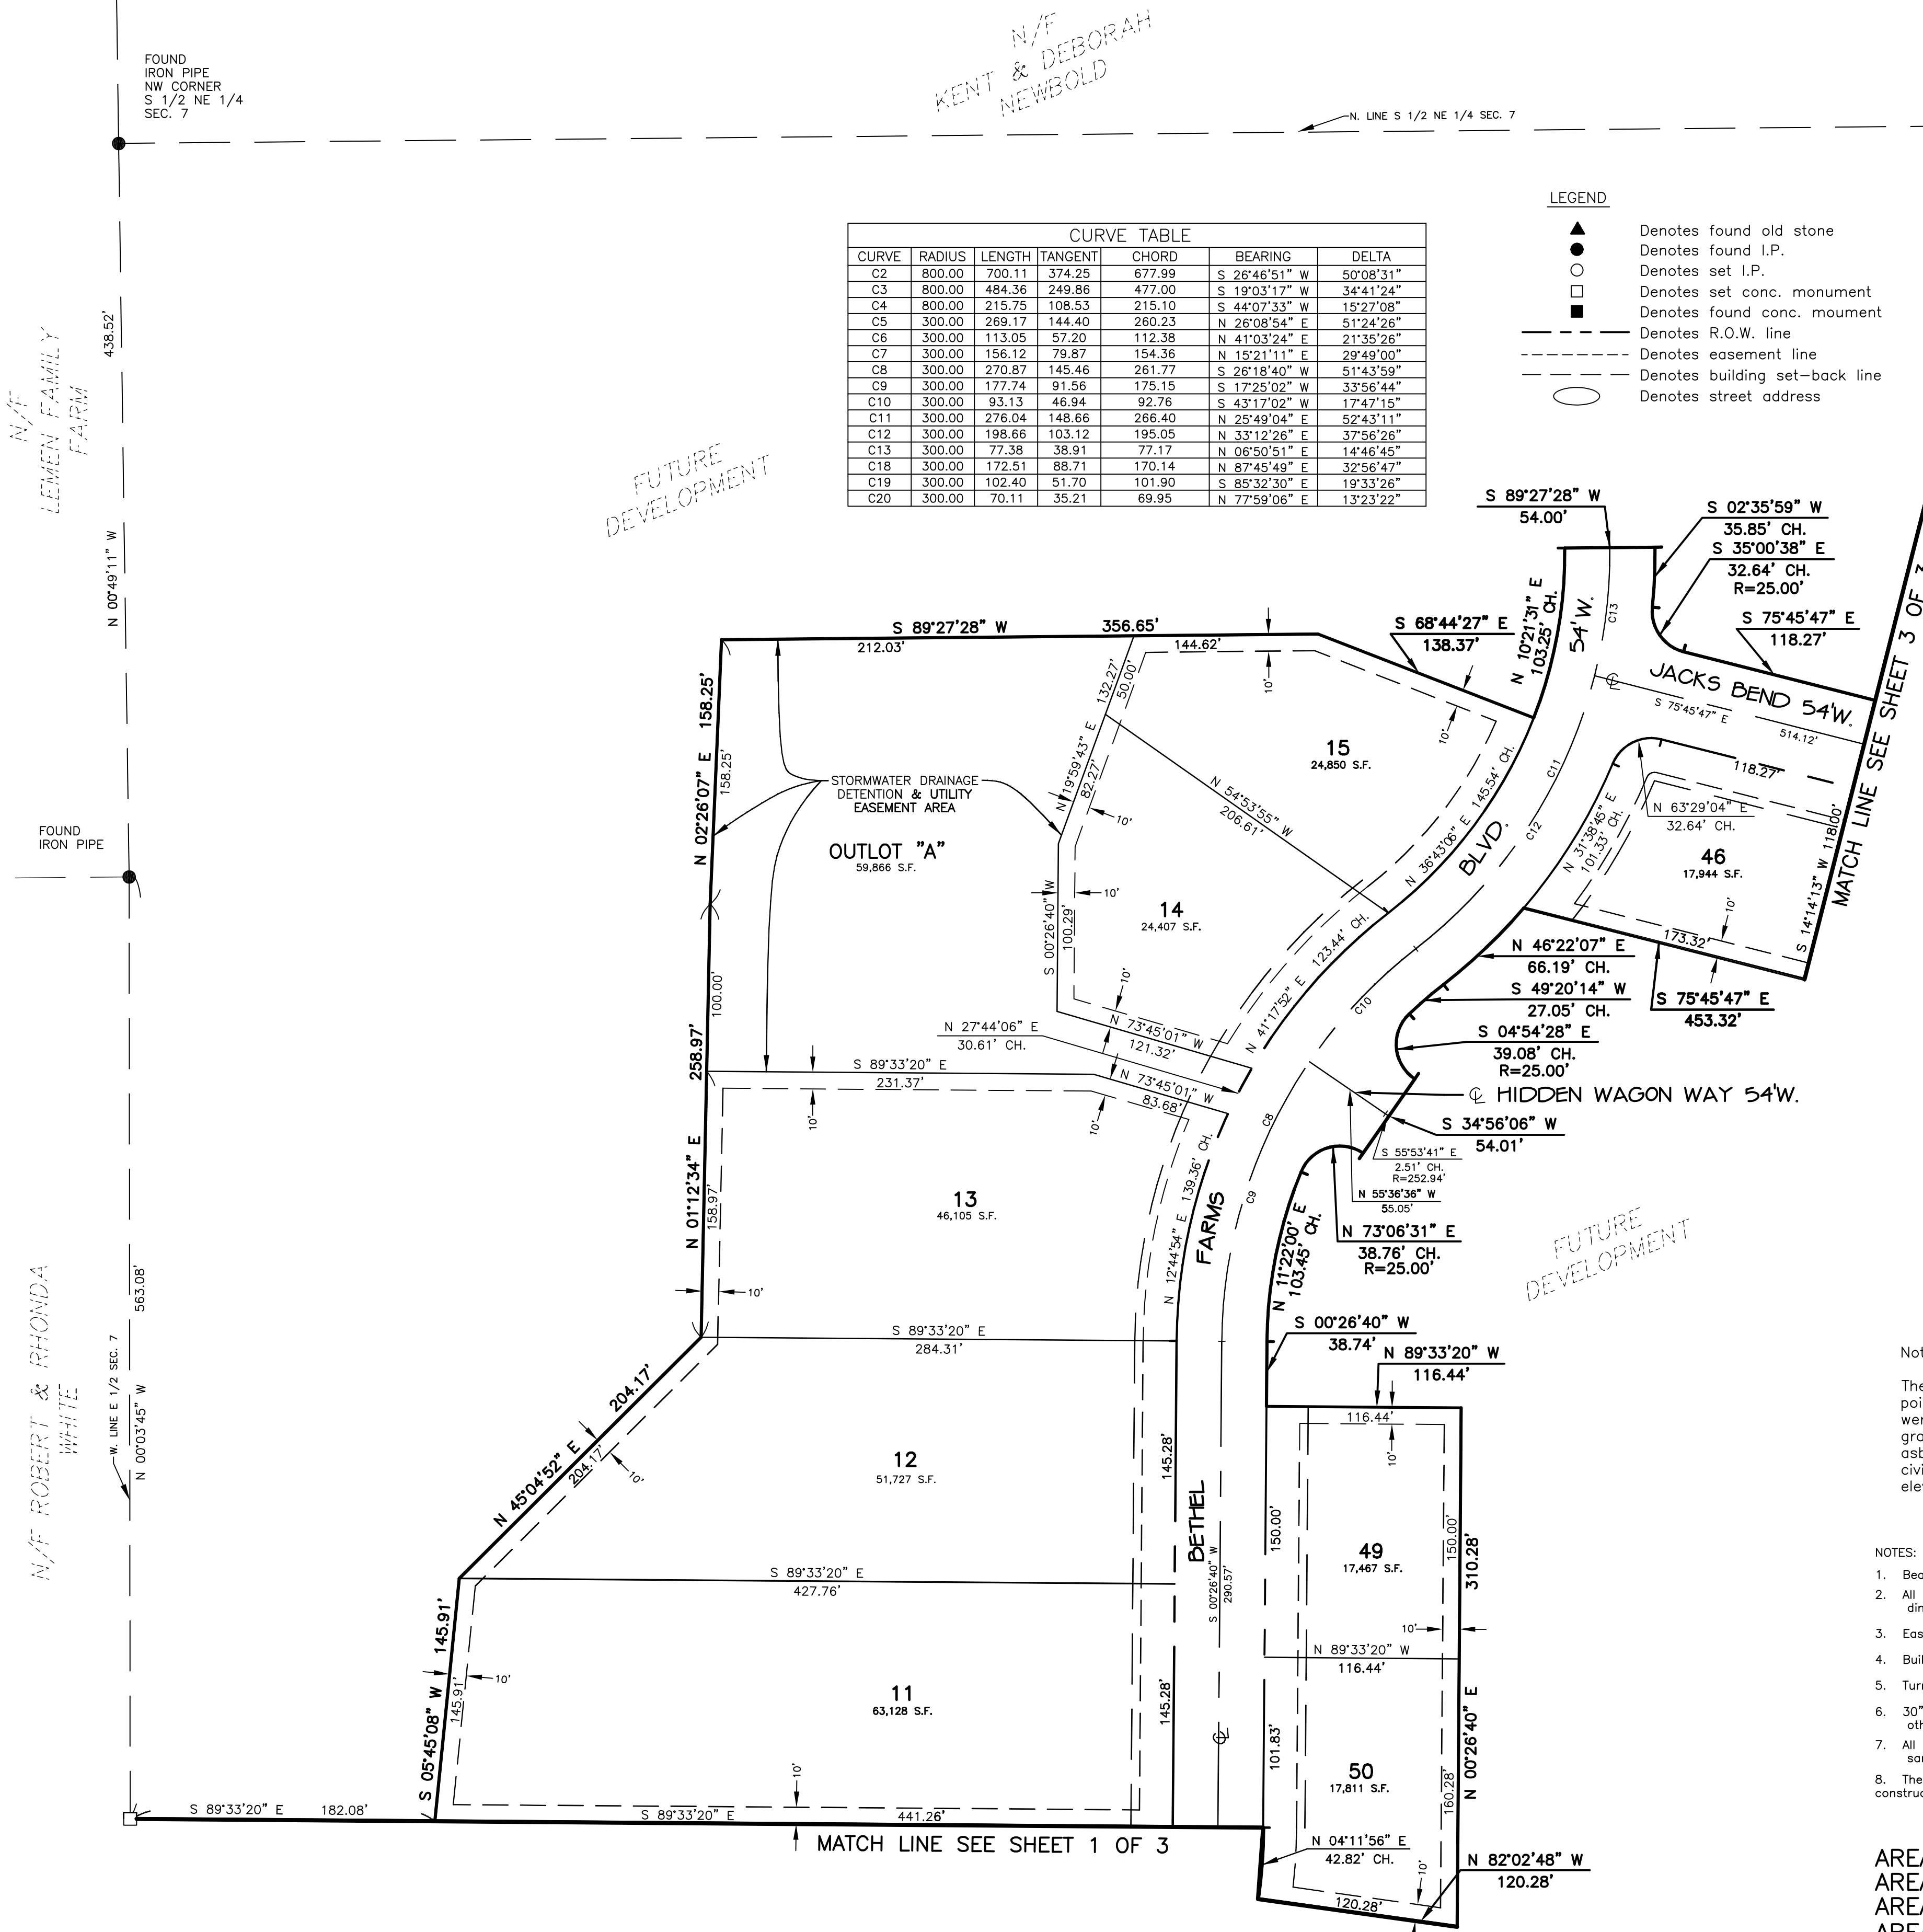 FOUND
IRON PIPE
NW CORNER
S 1/2 NE 1/4
SEC. 7
N/F
KENT & DEBORAH
NEWBOLD
N. LINE S 1/2 NE 1/4 SEC. 7
438.52'
N 00°49'11" W
N/F
LEMEN FAMILY
FARM
FUTURE
DEVELOPMENT
CURVE TABLE
CURVE RADIUS LENGTH TANGENT CHORD BEARING DELTA
C2 800.00 700.11 374.25 677.99 S 26°46'51" W 50°08'31"
C3 800.00 484.36 249.86 477.00 S 19°03'17" W 34°41'24"
C4 800.00 215.75 108.53 215.10 S 44°07'33" W 15°27'08"
C5 300.00 269.17 144.40 260.23 N 26°08'54" E 51°24'26"
C6 300.00 113.05 57.20 112.38 N 41°03'24" E 21°35'26"
C7 300.00 156.12 79.87 154.36 N 15°21'11" E 29°49'00"
C8 300.00 270.87 145.46 261.77 S 26°18'40" W 51°43'59"
C9 300.00 177.74 91.56 175.15 S 17°25'02" W 33°56'44"
C10 300.00 93.13 46.94 92.76 S 43°17'02" W 17°47'15"
C11 300.00 276.04 148.66 266.40 N 25°49'04" E 52°43'11"
C12 300.00 198.66 103.12 195.05 N 33°12'26" E 37°56'26"
C13 300.00 77.38 38.91 77.17 N 06°50'51" E 14°46'45"
C18 300.00 172.51 88.71 170.14 N 87°45'49" E 32°56'47"
C19 300.00 102.40 51.70 101.90 S 85°32'30" E 19°33'26"
C20 300.00 70.11 35.21 69.95 N 77°59'06" E 13°23'22"
LEGEND
Denotes found old stone
Denotes found I.P.
Denotes set I.P.
Denotes set conc. monument
Denotes found conc. moument
Denotes R.O.W. line
Denotes easement line
Denotes building set-back line
Denotes street address
S 89°27'28" W
54.00'
S 02°35'59" W
35.85' CH.
S 35°00'38" E
32.64' CH.
R=25.00'
S 75°45'47" E
118.27'
N 10°21'31" E
103.25' CH.
54'W.
C13
℄
JACKS BEND 54'W.
S 75°45'47" E
514.12'
MATCH LINE SEE SHEET 3 OF 3
S 89°27'28" W 356.65'
212.03'
144.62'
10'
S 68°44'27" E
138.37'
10'
N 02°26'07" E 158.25'
158.25'
N 19°59'43" E 132.27'
50.00'
82.27'
10'
15
24,850 S.F.
N 54°53'55" W
206.61'
N 36°43'06" E 145.54' CH.
C11
C12
BLVD.
N 31°38'45" E
101.33' CH.
118.27'
N 63°29'04" E
32.64' CH.
46
17,944 S.F.
S 14°14'13" W 118.00'
10'
173.32'
S 75°45'47" E
453.32'
STORMWATER DRAINAGE
DETENTION & UTILITY
EASEMENT AREA
OUTLOT "A"
59,866 S.F.
FOUND
IRON PIPE
100.00'
258.97'
S 00°26'40" W
100.29'
10'
14
24,407 S.F.
10'
N 41°17'52" E 123.44' CH.
C10
N 46°22'07" E
66.19' CH.
S 49°20'14" W
27.05' CH.
S 04°54'28" E
39.08' CH.
R=25.00'
℄ HIDDEN WAGON WAY 54'W.
S 34°56'06" W
54.01'
S 55°53'41" E
2.51' CH.
R=252.94'
N 55°36'36" W
55.05'
N 73°06'31" E
38.76' CH.
R=25.00'
N 27°44'06" E
30.61' CH.
N 73°45'01" W
121.32'
N 73°45'01" W
83.68'
10'
S 89°33'20" E
231.37'
10'
N 01°12'34" E
158.97'
10'
13
46,105 S.F.
N 12°44'54" E 139.36' CH.
C8
C9
FARMS
N 11°22'00" E
103.45' CH.
FUTURE
DEVELOPMENT
S 00°26'40" W
38.74'
N 89°33'20" W
116.44'
S 89°33'20" E
284.31'
N 45°04'52" E 204.17'
204.17'
10'
12
51,727 S.F.
145.28'
BETHEL
S 00°26'40" W
290.57'
150.00'
116.44'
10'
49
17,467 S.F.
150.00'
310.28'
10'
N 89°33'20" W
116.44'
S 89°33'20" E
427.76'
N/F ROBERT & RHONDA
WHITE
W. LINE E 1/2 SEC. 7
N 00°03'45" W 563.08'
S 05°45'08" W 145.91'
145.91'
10'
11
63,128 S.F.
145.28'
℄
101.83'
50
17,811 S.F.
160.28'
N 00°26'40" E
10'
S 89°33'20" E 182.08'
S 89°33'20" E 441.26'
MATCH LINE SEE SHEET 1 OF 3
N 04°11'56" E
42.82' CH.
120.28'
10'
N 82°02'48" W
120.28'
NOTES:
1.
2. All
3.
4.
5.
6. 30"
7. All
8. The